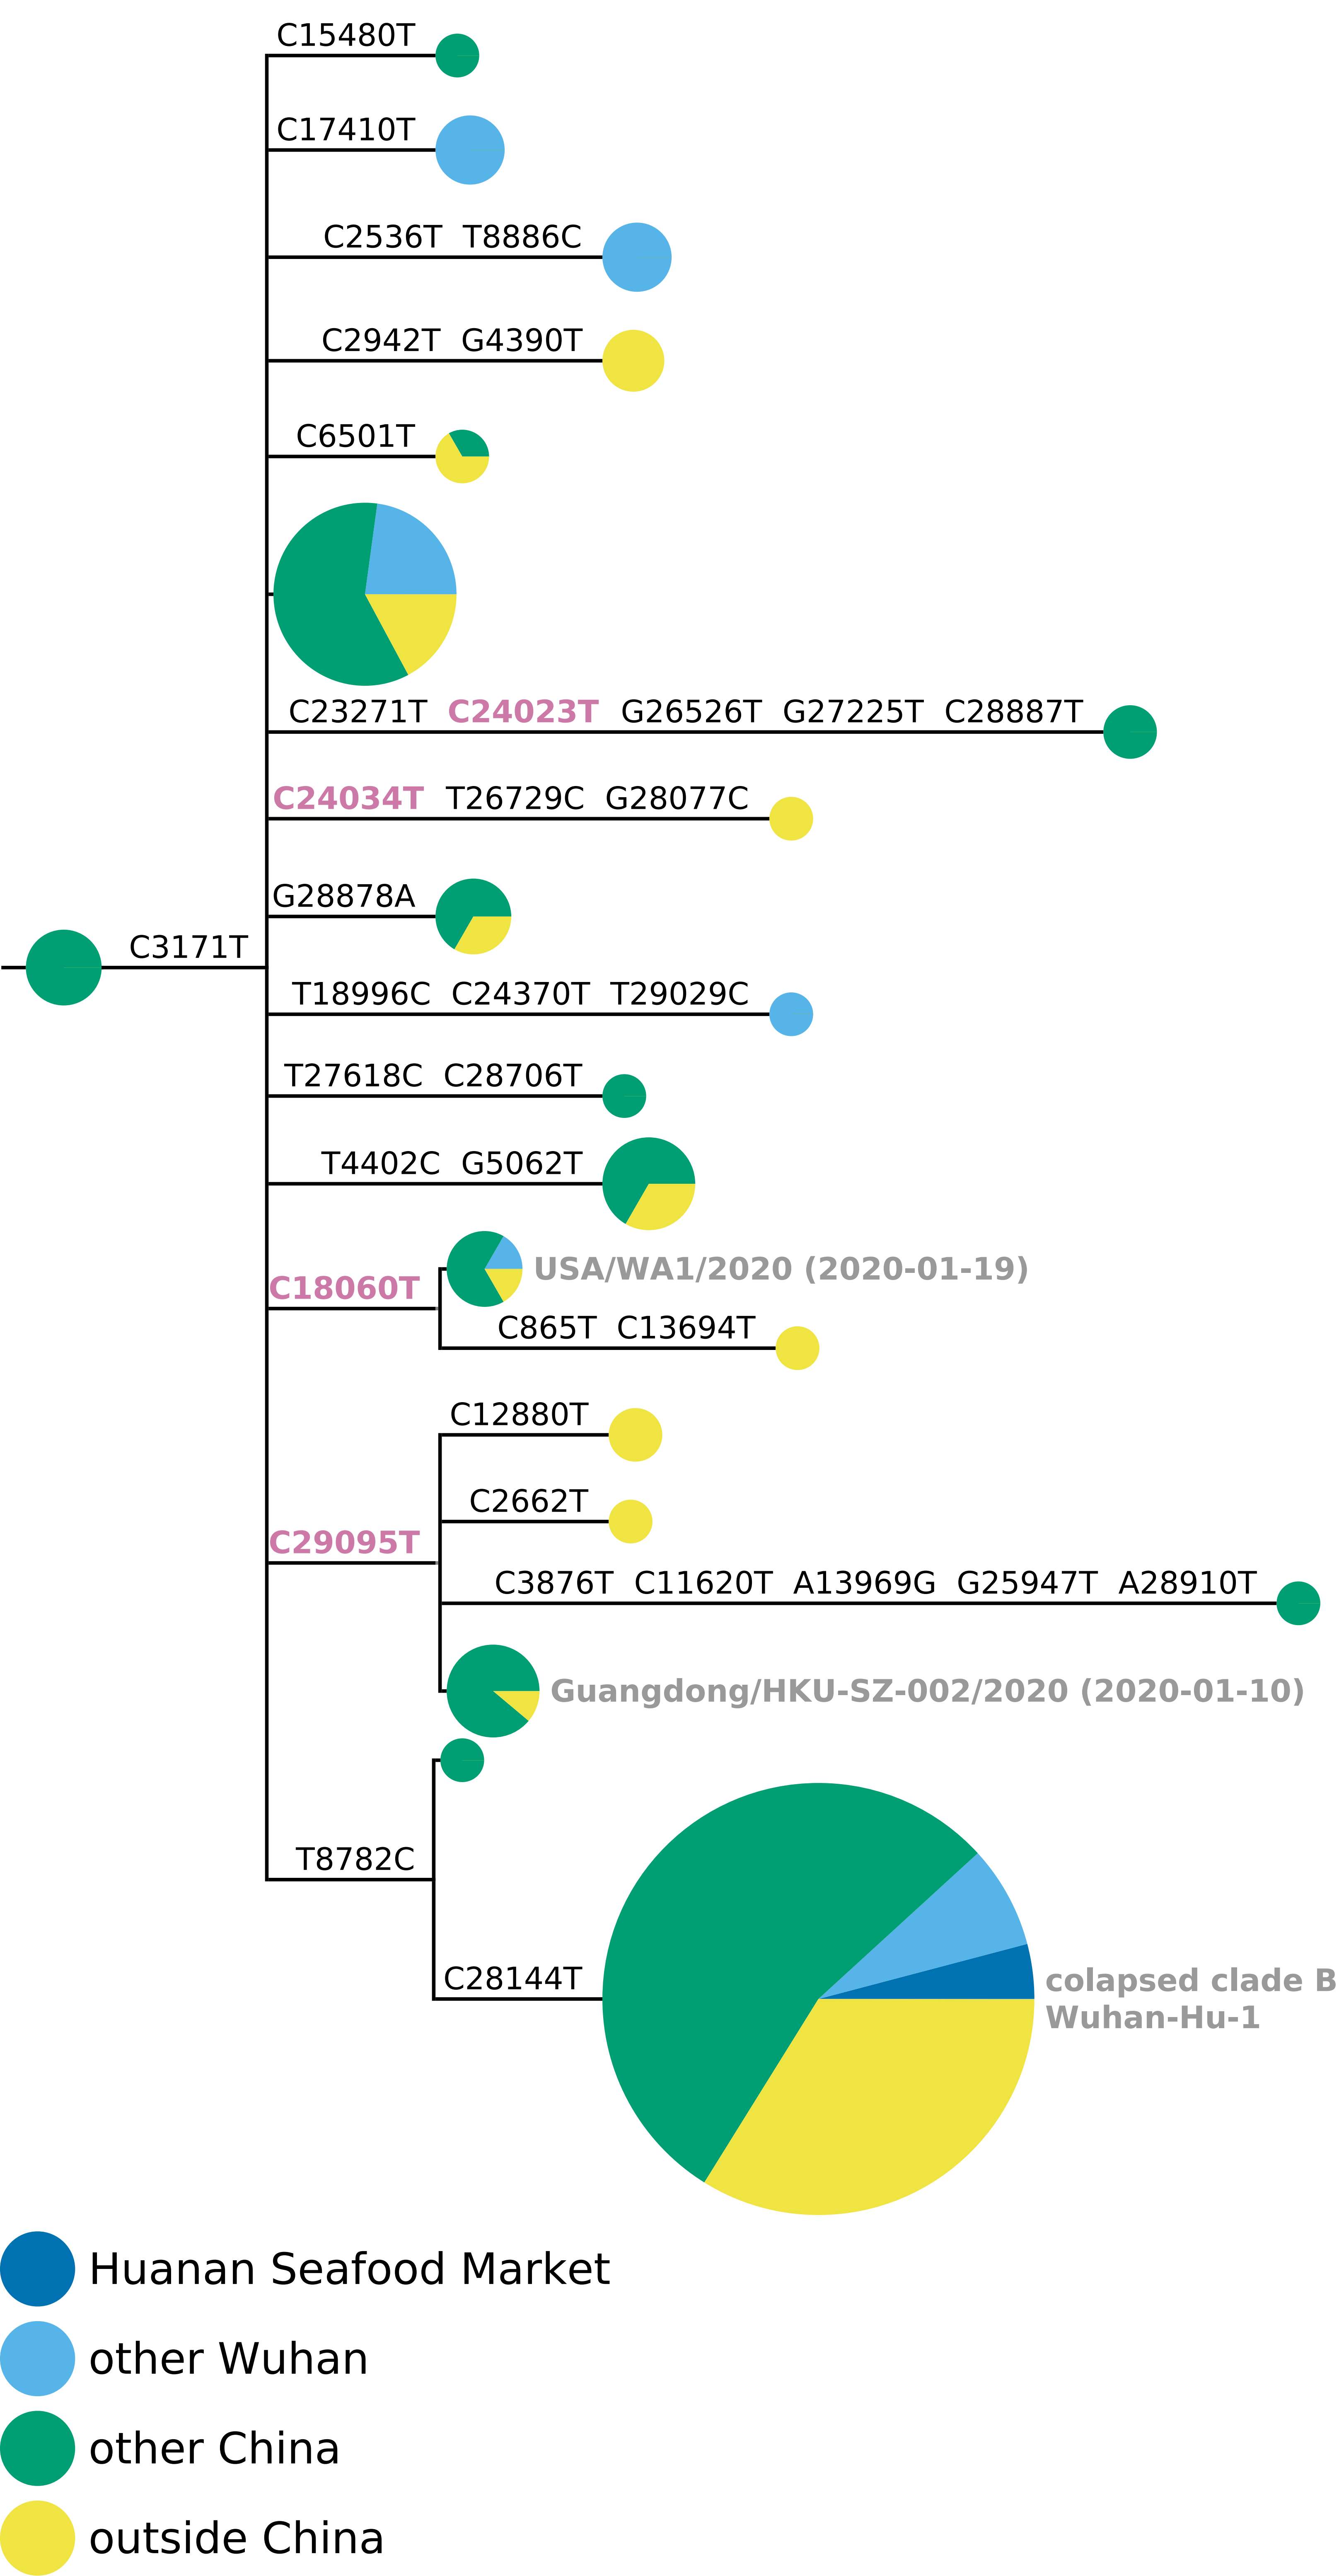 C15480T
C17410T
C2536T T8886C
C2942T G4390T
C6501T
C23271T C24023T G26526T G27225T C28887T
C24034T T26729C G28077C
G28878A
C3171T
T18996C C24370T T29029C
T27618C C28706T
T4402C G5062T
USA/WA1/2020 (2020-01-19)
C18060T
C865T C13694T
C12880T
C2662T
C29095T
C3876T C11620T A13969G G25947T A28910T
Guangdong/HKU-SZ-002/2020 (2020-01-10)
T8782C
C28144T
colapsed clade B
Wuhan-Hu-1
Huanan Seafood Market
other Wuhan
other China
outside China